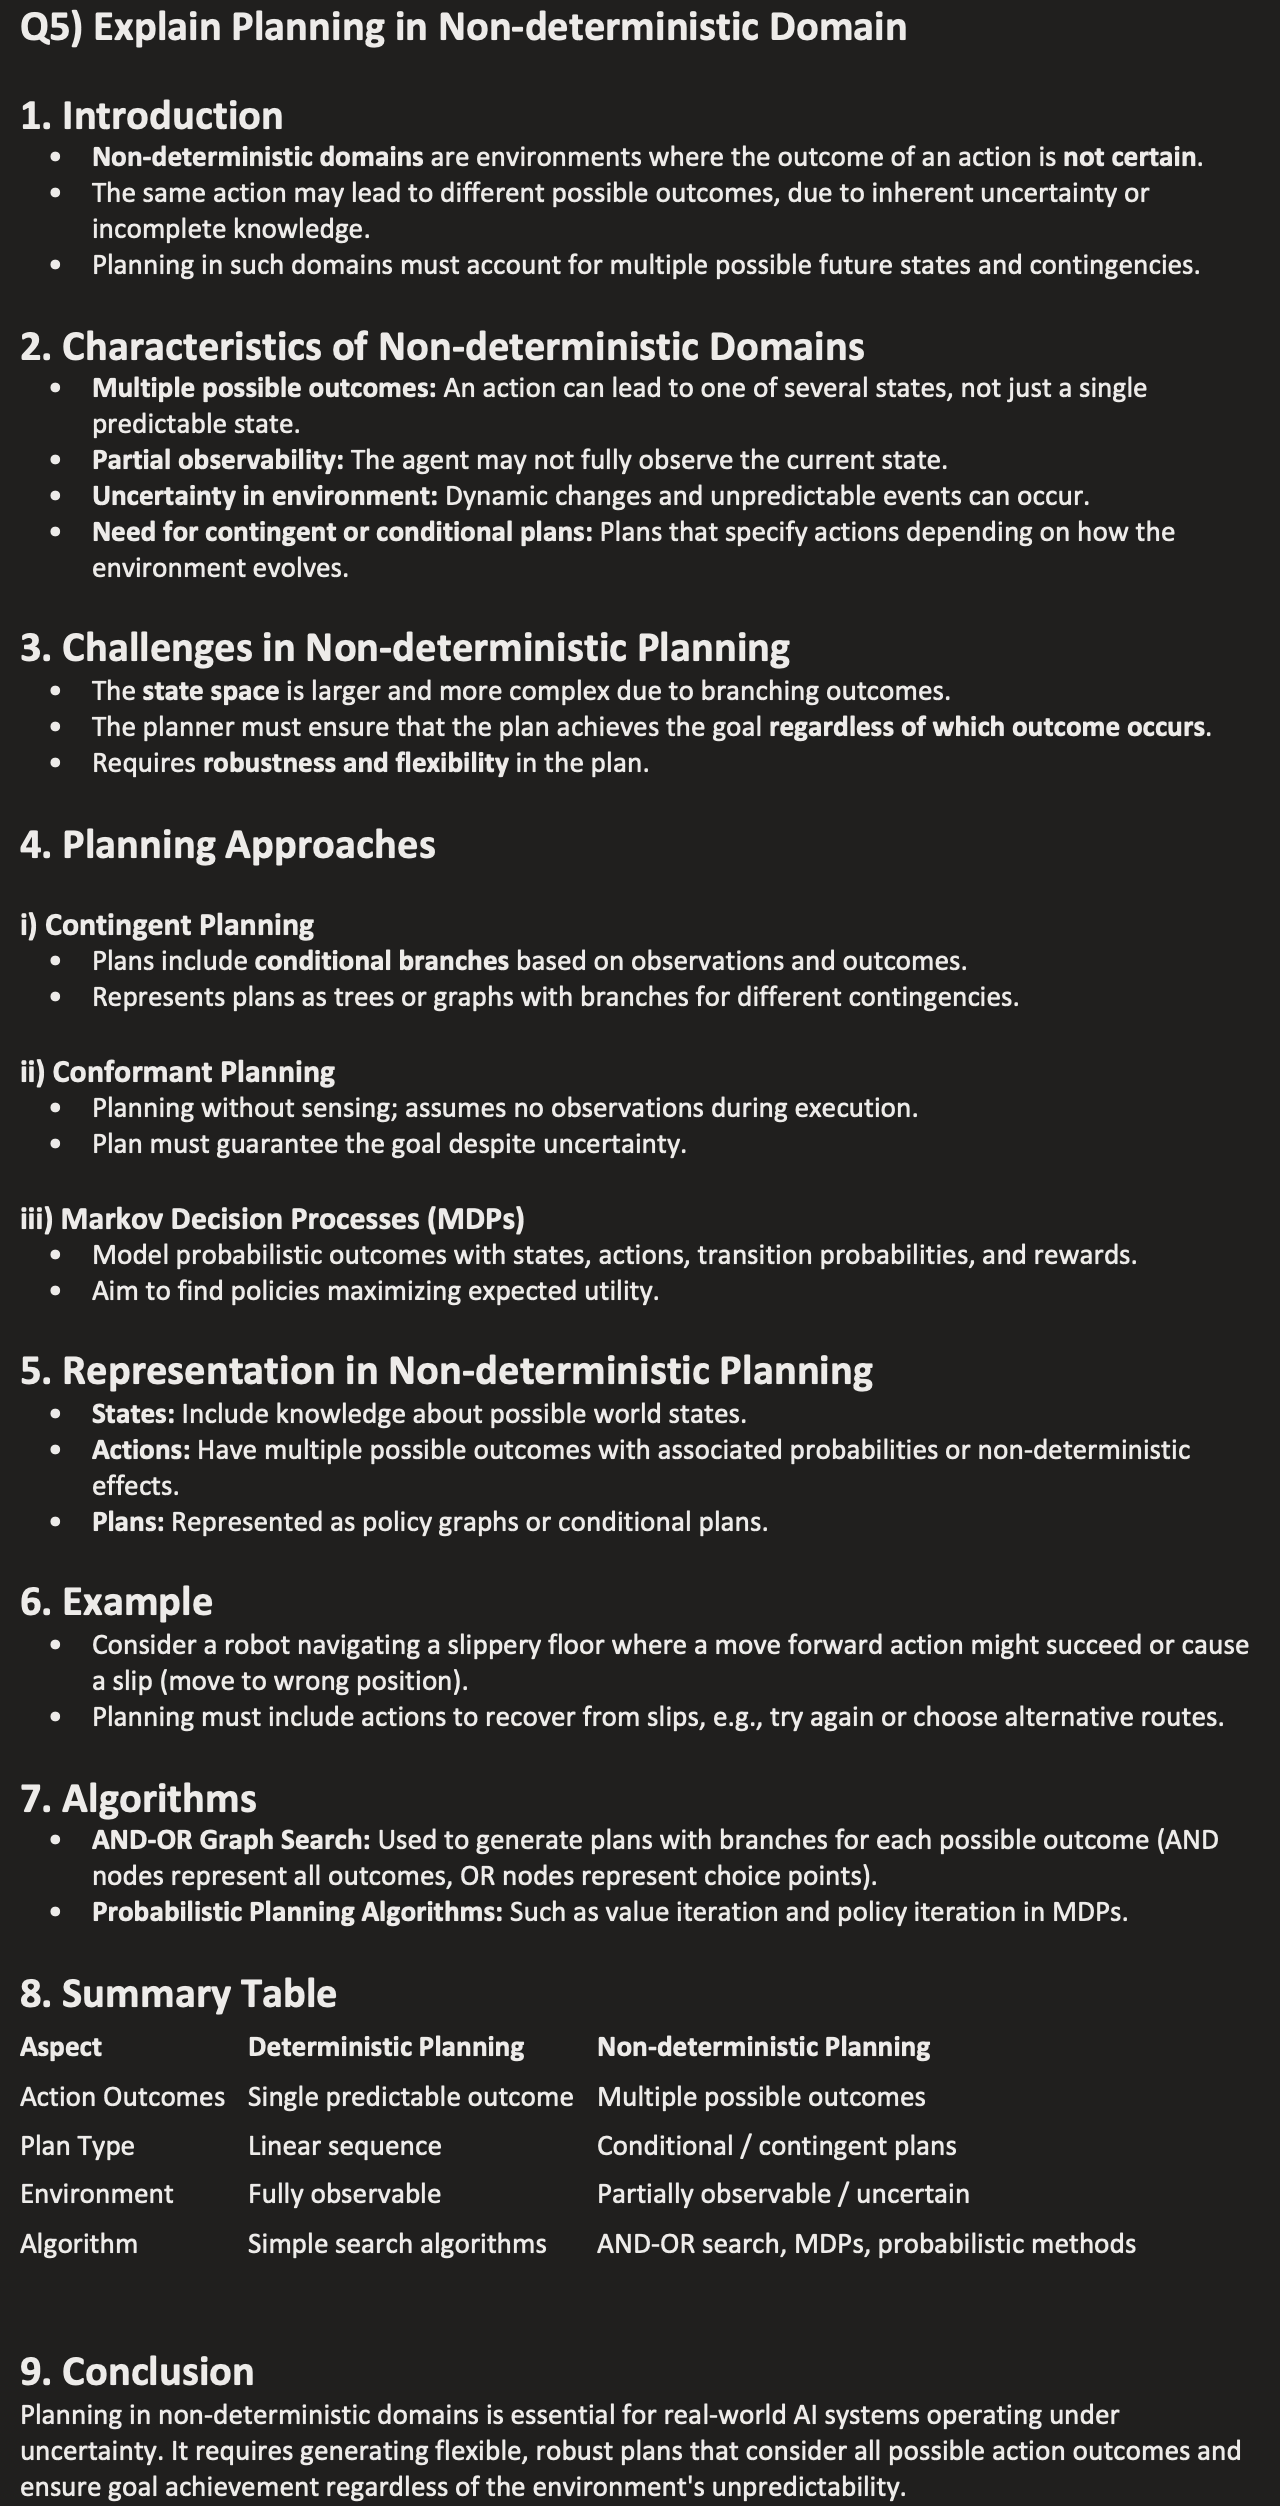 Q5) Explain Planning in Non-deterministic Domain
1. Introduction
• Non-deterministic domains are environments where the outcome of an action is not certain.
• The same action may lead to different possible outcomes, due to inherent uncertainty or
incomplete knowledge.
• Planning in such domains must account for multiple possible future states and contingencies.
2. Characteristics of Non-deterministic Domains
• Multiple possible outcomes: An action can lead to one of several states, not just a single
predictable state.
• Partial observability: The agent may not fully observe the current state.
• Uncertainty in environment: Dynamic changes and unpredictable events can occur.
• Need for contingent or conditional plans: Plans that specify actions depending on how the
environment evolves.
3. Challenges in Non-deterministic Planning
• The state space is larger and more complex due to branching outcomes.
• The planner must ensure that the plan achieves the goal regardless of which outcome occurs.
• Requires robustness and flexibility in the plan.
4. Planning Approaches
i) Contingent Planning
• Plans include conditional branches based on observations and outcomes.
• Represents plans as trees or graphs with branches for different contingencies.
ii) Conformant Planning
• Planning without sensing; assumes no observations during execution.
• Plan must guarantee the goal despite uncertainty.
iii) Markov Decision Processes (MDPs)
• Model probabilistic outcomes with states, actions, transition probabilities, and rewards.
• Aim to find policies maximizing expected utility.
5. Representation in Non-deterministic Planning
• States: Include knowledge about possible world states.
• Actions: Have multiple possible outcomes with associated probabilities or non-deterministic
effects.
• Plans: Represented as policy graphs or conditional plans.
6. Example
• Consider a robot navigating a slippery floor where a move forward action might succeed or cause
a slip (move to wrong position).
• Planning must include actions to recover from slips, e.g., try again or choose alternative routes.
7. Algorithms
• AND-OR Graph Search: Used to generate plans with branches for each possible outcome (AND
nodes represent all outcomes, OR nodes represent choice points).
• Probabilistic Planning Algorithms: Such as value iteration and policy iteration in MDPs.
8. Summary Table
Aspect Deterministic Planning Non-deterministic Planning
Action Outcomes Single predictable outcome Multiple possible outcomes
Plan Type Linear sequence Conditional / contingent plans
Environment Fully observable Partially observable / uncertain
Algorithm Simple search algorithms AND-OR search, MDPs, probabilistic methods
9. Conclusion
Planning in non-deterministic domains is essential for real-world AI systems operating under
uncertainty. It requires generating flexible, robust plans that consider all possible action outcomes and
ensure goal achievement regardless of the environment's unpredictability.